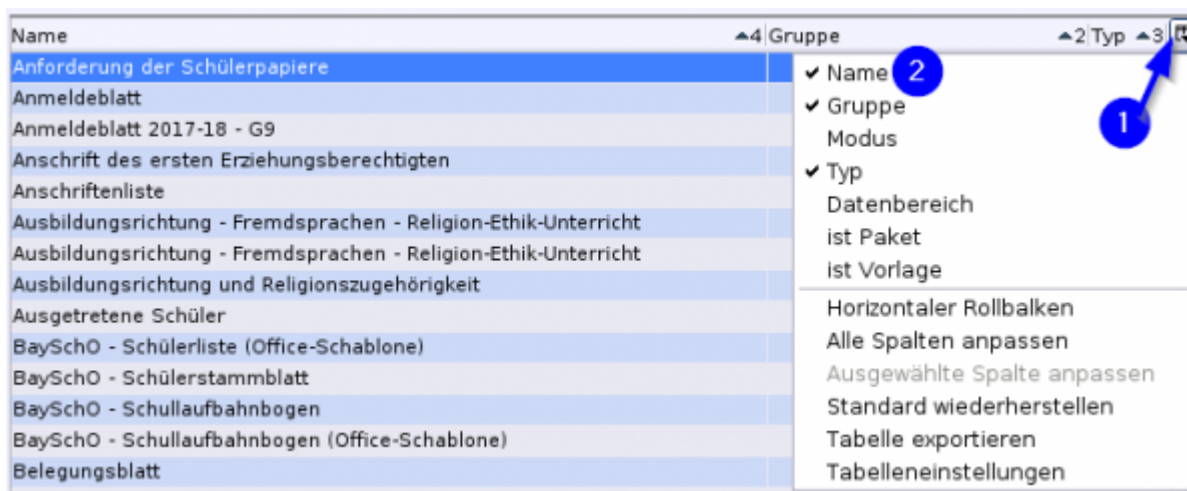 Name ▲4 Gruppe ▲2 Typ ▲3
Anforderung der Schülerpapiere
Anmeldeblatt
Anmeldeblatt 2017-18 - G9
Anschrift des ersten Erziehungsberechtigten
Anschriftenliste
Ausbildungsrichtung - Fremdsprachen - Religion-Ethik-Unterricht
Ausbildungsrichtung - Fremdsprachen - Religion-Ethik-Unterricht
Ausbildungsrichtung und Religionszugehörigkeit
Ausgetretene Schüler
BaySchO - Schülerliste (Office-Schablone)
BaySchO - Schülerstammblatt
BaySchO - Schullaufbahnbogen
BaySchO - Schullaufbahnbogen (Office-Schablone)
Belegungsblatt
✔ Name 2
✔ Gruppe
1
Modus
✔ Typ
Datenbereich
ist Paket
ist Vorlage
Horizontaler Rollbalken
Alle Spalten anpassen
Ausgewählte Spalte anpassen
Standard wiederherstellen
Tabelle exportieren
Tabelleneinstellungen